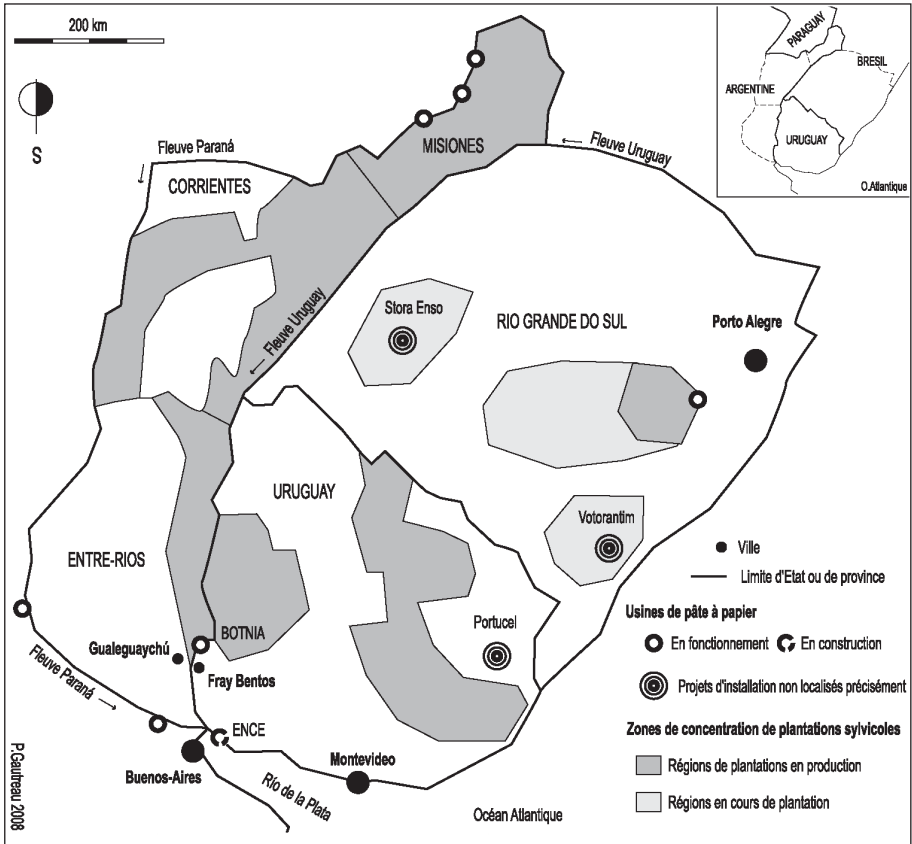 200 km
S
PARAGUAY
BRESIL
ARGENTINE
URUGUAY
O.Atlantique
Fleuve Paraná
CORRIENTES
MISIONES
Fleuve Uruguay
Fleuve Uruguay
Stora Enso
RIO GRANDE DO SUL
Porto Alegre
URUGUAY
Votorantim
ENTRE-RIOS
BOTNIA
Portucel
Gualeguaychú
Fray Bentos
Fleuve Paraná
ENCE
Buenos-Aires
Montevideo
Río de la Plata
Océan Atlantique
Ville
Limite d'Etat ou de province
Usines de pâte à papier
En fonctionnement
En construction
Projets d'installation non localisés précisément
Zones de concentration de plantations sylvicoles
Régions de plantations en production
Régions en cours de plantation
P.Gautreau 2008